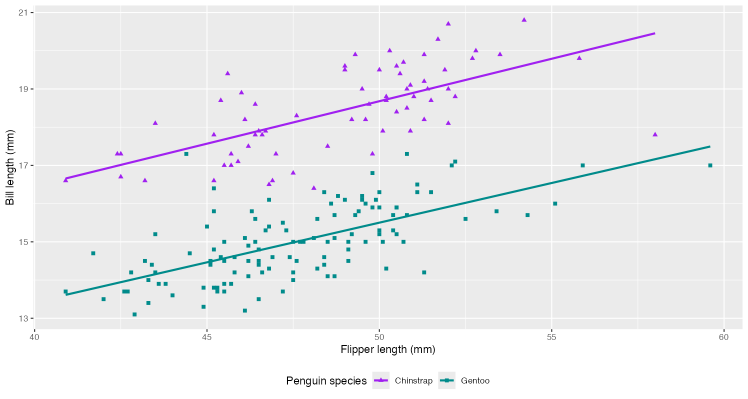 21
19
17
15
13
Bill length (mm)
40
45
50
55
60
Flipper length (mm)
Penguin species
Chinstrap
Gentoo